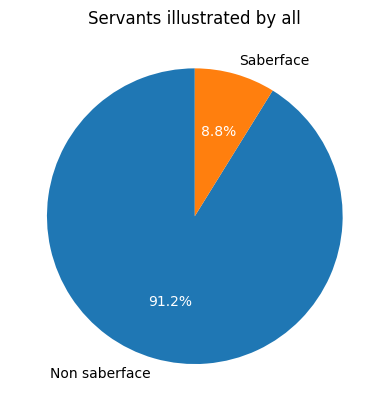 Servants illustrated by all
Saberface
8.8%
91.2%
Non saberface